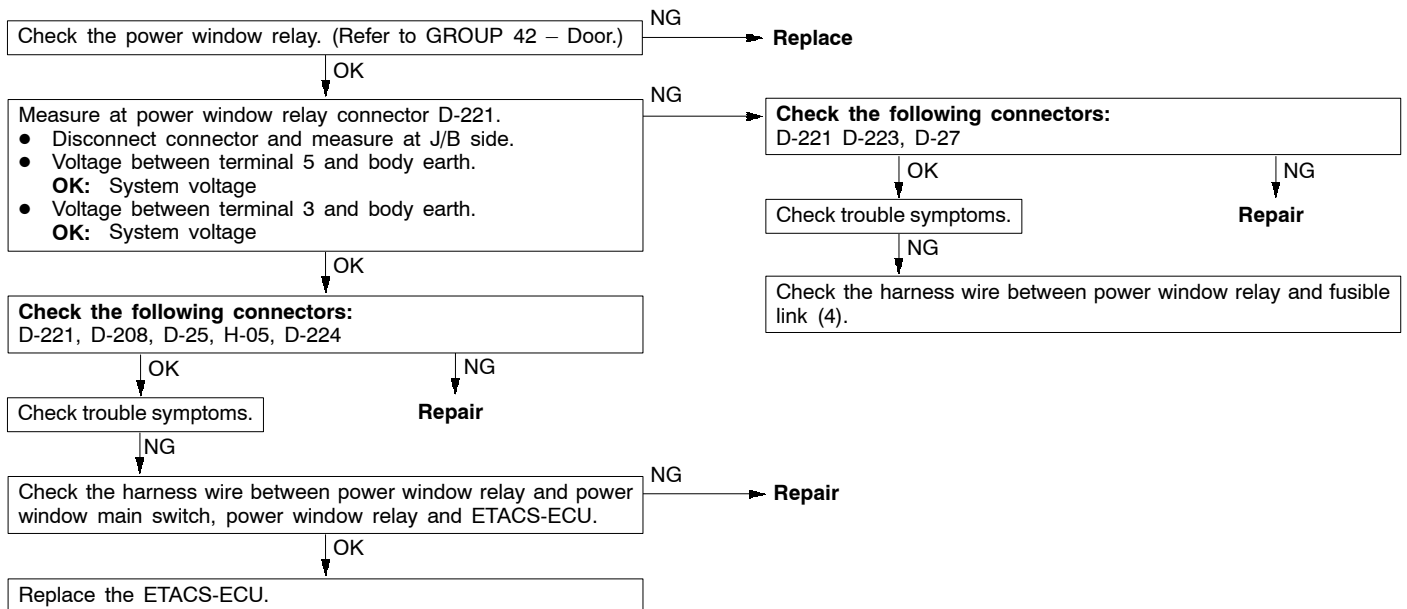 NG
Check the power window relay. (Refer to GROUP 42 – Door.)
Replace
OK
Measure at power window relay connector D-221.
● Disconnect connector and measure at J/B side.
● Voltage between terminal 5 and body earth.
OK: System voltage
● Voltage between terminal 3 and body earth.
OK: System voltage
NG
Check the following connectors:
D-221 D-223, D-27
OK
NG
Check trouble symptoms.
Repair
NG
Check the harness wire between power window relay and fusible
link (4).
OK
Check the following connectors:
D-221, D-208, D-25, H-05, D-224
OK
NG
Check trouble symptoms.
Repair
NG
Check the harness wire between power window relay and power
window main switch, power window relay and ETACS-ECU.
NG
Repair
OK
Replace the ETACS-ECU.